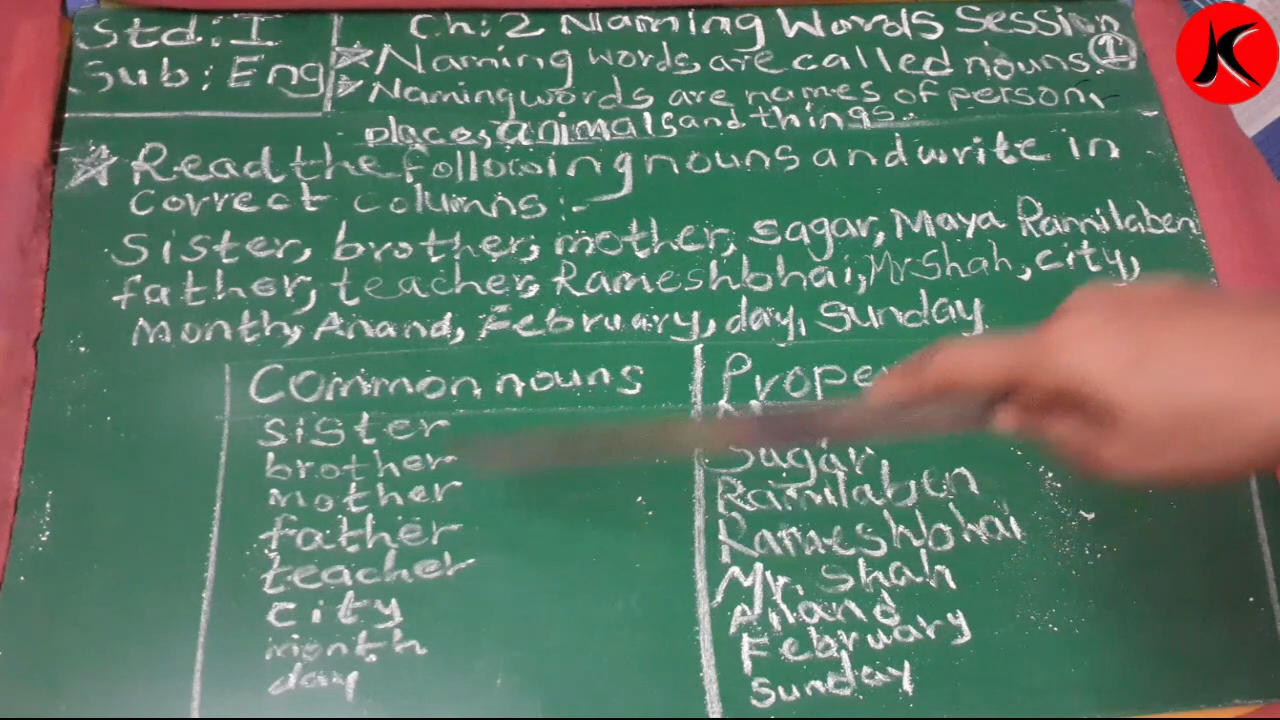 Std: I
Sub: Eng
Ch: 2 Naming Words Session 1
☆ Naming words are called nouns.
☆ Naming words are names of person,
places, animals and things.
☆ Read the following nouns and write in
correct columns:-
Sister, brother, mother, sagar, Maya Ramilaben
father, teacher, Rameshbhai, Mr Shah, city,
month, Anand, February, day, Sunday
Common nouns
sister
brother
mother
father
teacher
city
month
day
Sagar
Ramilaben
Rameshbhai
Mr. Shah
Anand
February
Sunday
K